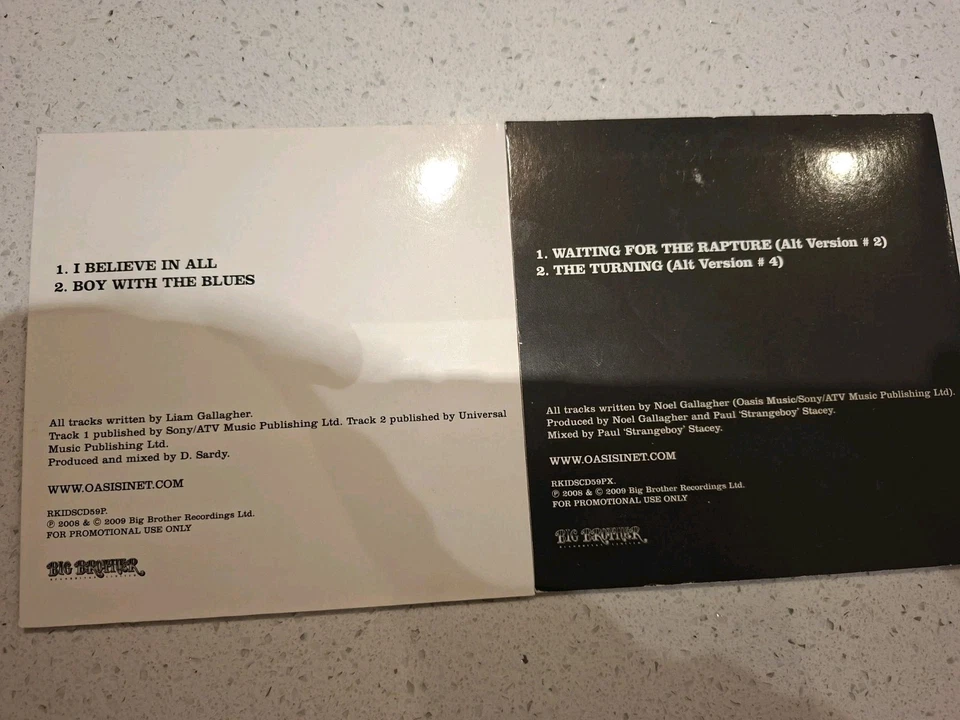 1. I BELIEVE IN ALL
2. BOY WITH THE BLUES
All tracks written by Liam Gallagher.
Track 1 published by Sony/ATV Music Publishing Ltd. Track 2 published by Universal
Music Publishing Ltd.
Produced and mixed by D. Sardy.
WWW.OASISINET.COM
RKIDSCD59P.
℗ 2008 & © 2009 Big Brother Recordings Ltd.
FOR PROMOTIONAL USE ONLY
BIG BROTHER
RECORDINGS LIMITED
1. WAITING FOR THE RAPTURE (Alt Version # 2)
2. THE TURNING (Alt Version # 4)
All tracks written by Noel Gallagher (Oasis Music/Sony/ATV Music Publishing Ltd).
Produced by Noel Gallagher and Paul ‘Strangeboy’ Stacey.
Mixed by Paul ‘Strangeboy’ Stacey.
WWW.OASISINET.COM
RKIDSCD59PX.
℗ 2008 & © 2009 Big Brother Recordings Ltd.
FOR PROMOTIONAL USE ONLY
BIG BROTHER
RECORDINGS LIMITED